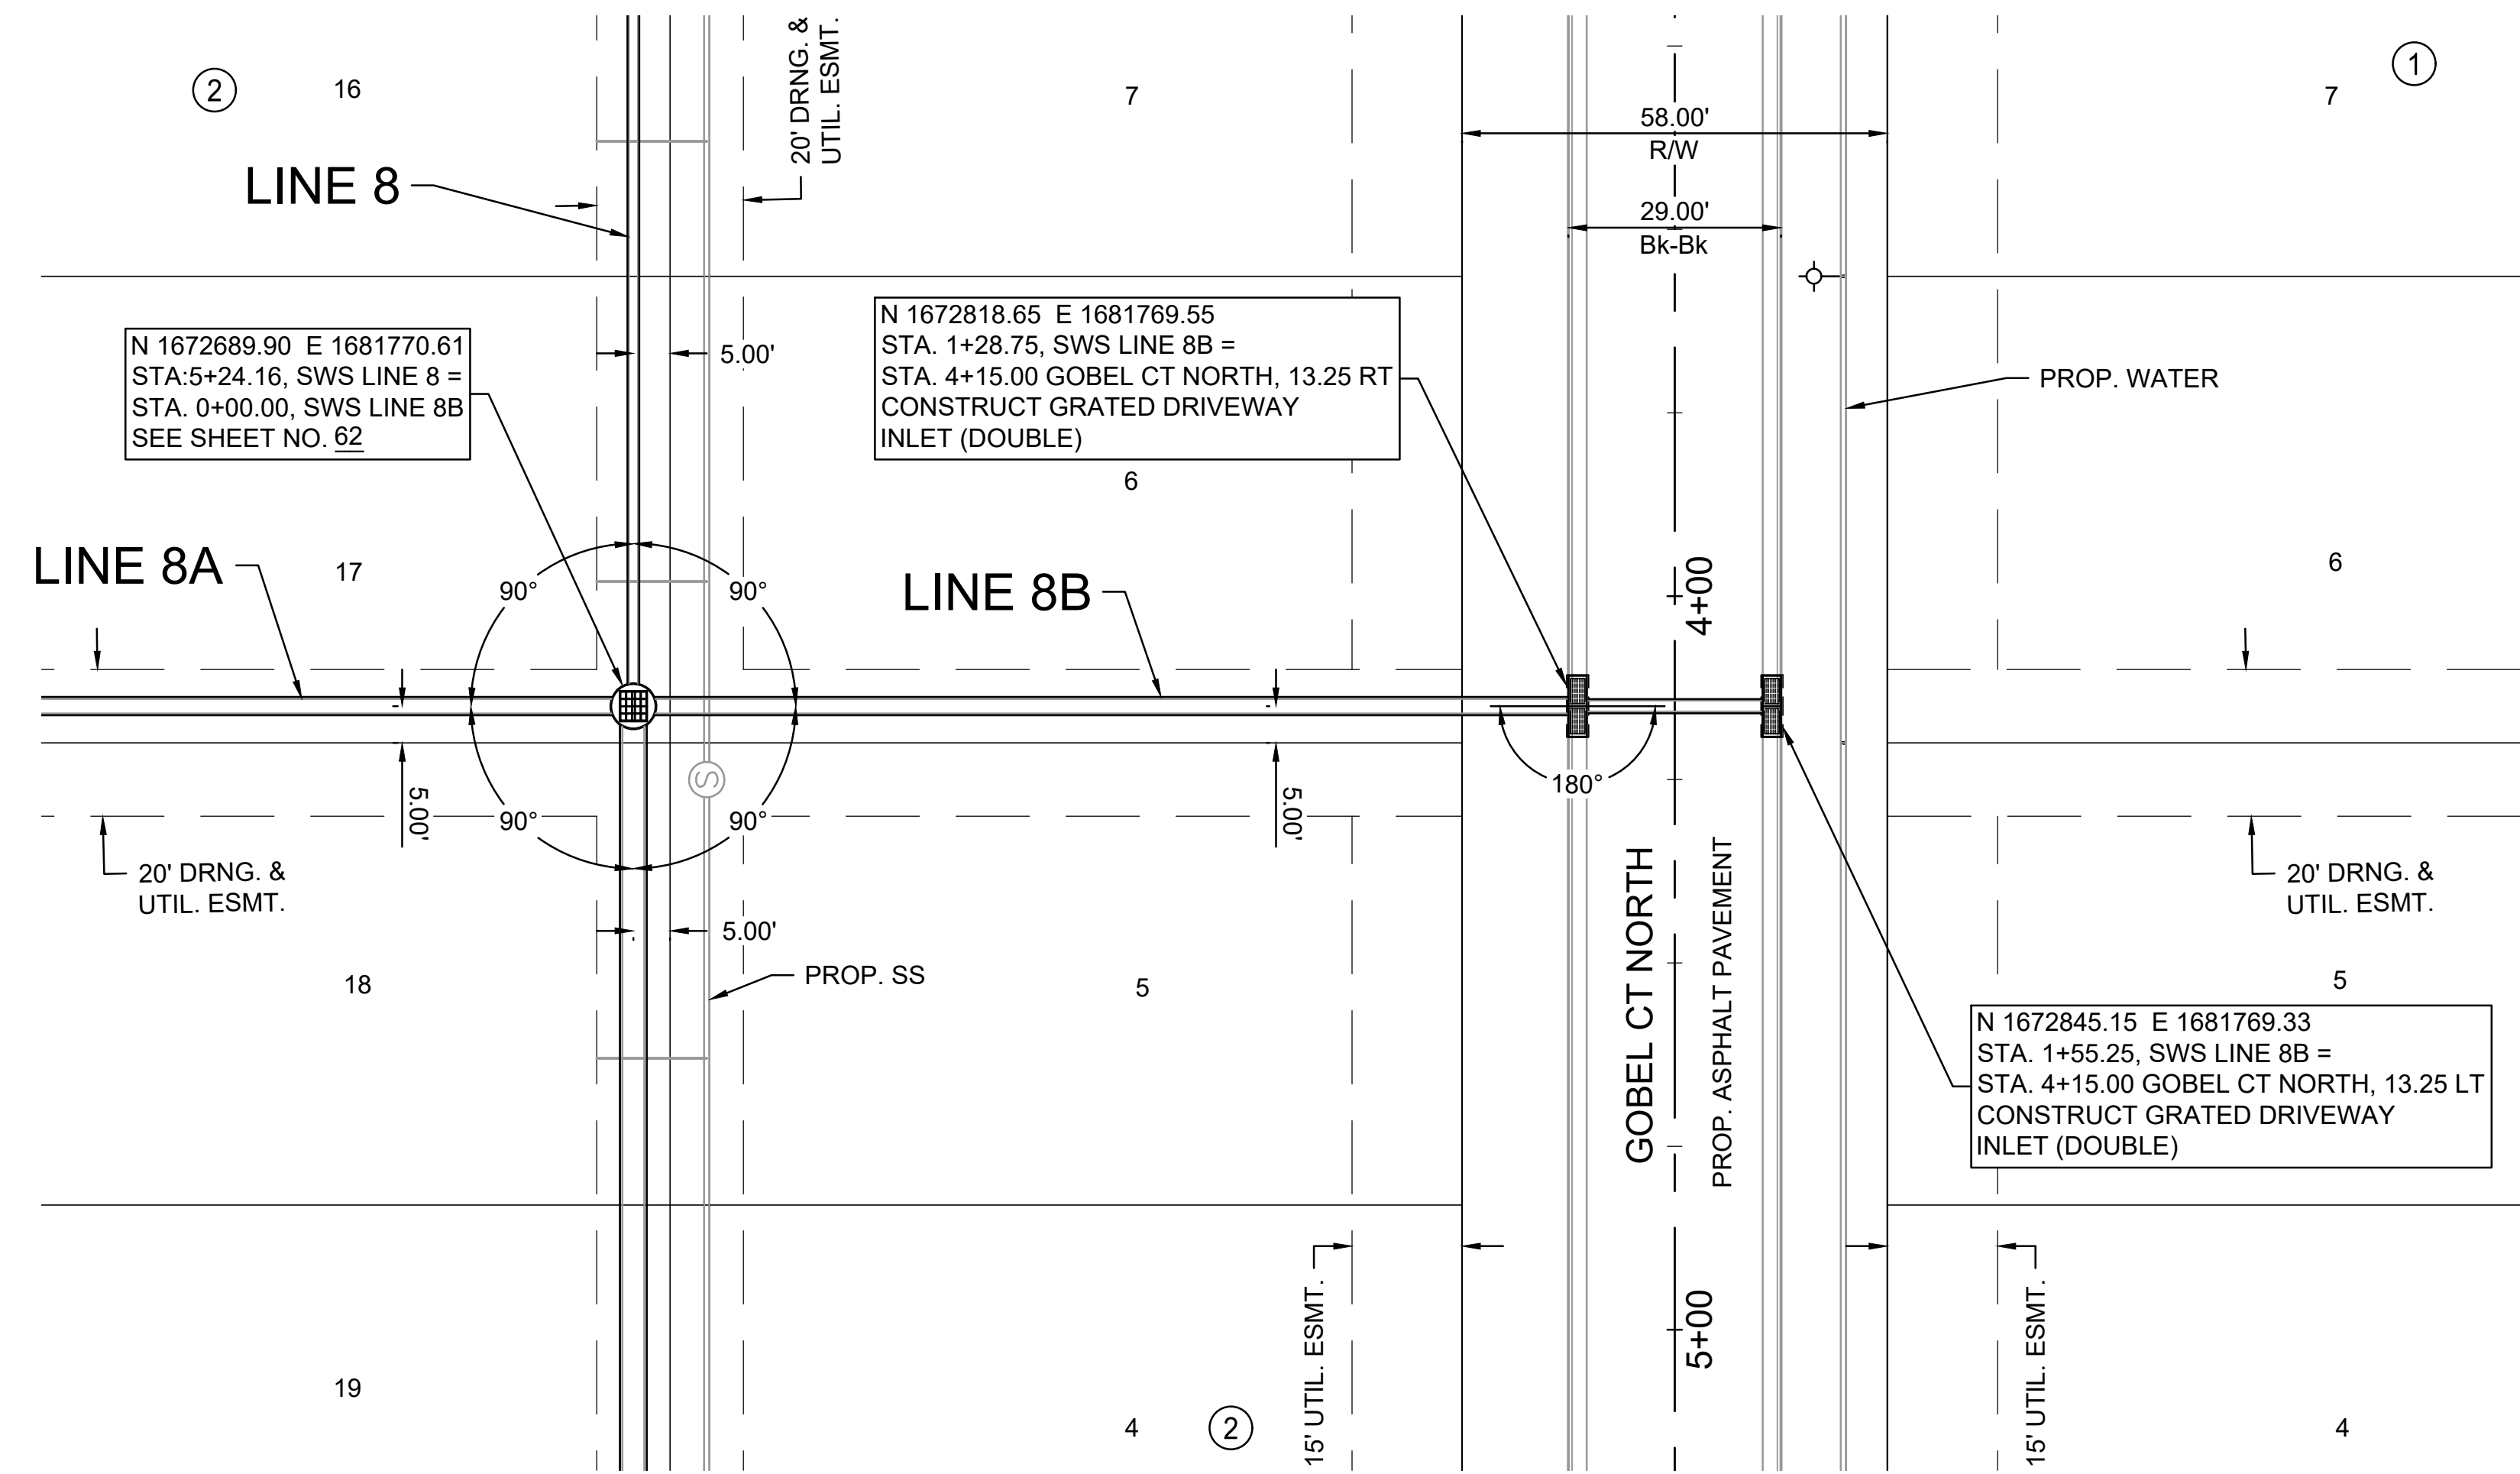 2
16
20' DRNG. &
UTIL. ESMT.
7
58.00'
R/W
7
1
LINE 8
29.00'
Bk-Bk
N 1672689.90  E 1681770.61
STA:5+24.16, SWS LINE 8 =
STA. 0+00.00, SWS LINE 8B
SEE SHEET NO. 62
5.00'
N 1672818.65  E 1681769.55
STA. 1+28.75, SWS LINE 8B =
STA. 4+15.00 GOBEL CT NORTH, 13.25 RT
CONSTRUCT GRATED DRIVEWAY
INLET (DOUBLE)
PROP. WATER
6
LINE 8A
17
90°
90°
LINE 8B
4+00
6
S
5.00'
90°
90°
5.00'
180°
20' DRNG. &
UTIL. ESMT.
5.00'
PROP. SS
18
5
GOBEL CT NORTH
PROP. ASPHALT PAVEMENT
20' DRNG. &
UTIL. ESMT.
5
N 1672845.15  E 1681769.33
STA. 1+55.25, SWS LINE 8B =
STA. 4+15.00 GOBEL CT NORTH, 13.25 LT
CONSTRUCT GRATED DRIVEWAY
INLET (DOUBLE)
19
4
2
15' UTIL. ESMT.
5+00
15' UTIL. ESMT.
4